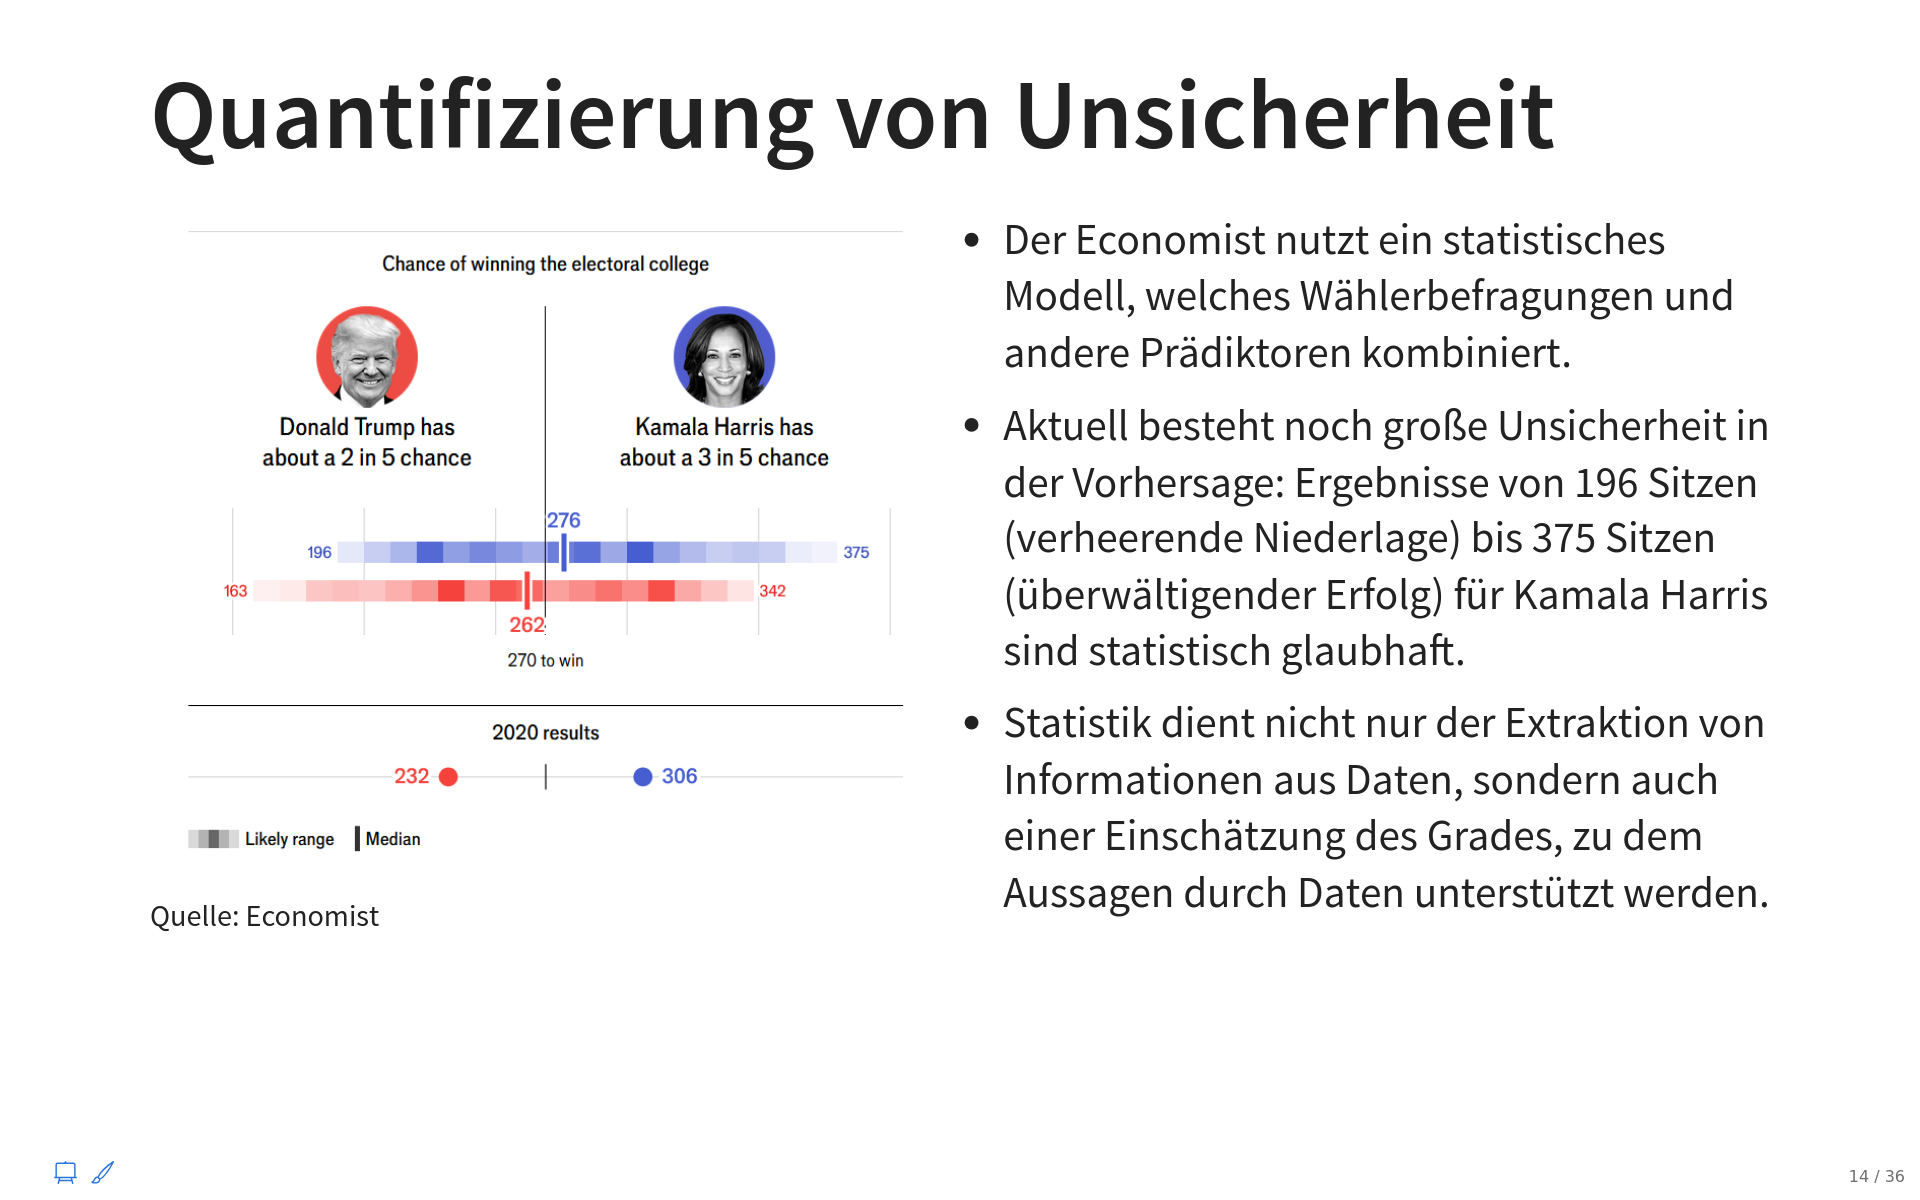 Quantifizierung von Unsicherheit
Chance of winning the electoral college
Donald Trump has
about a 2 in 5 chance
Kamala Harris has
about a 3 in 5 chance
276
196
375
163
342
262
270 to win
2020 results
232
306
Likely range
Median
Quelle: Economist
• Der Economist nutzt ein statistisches
Modell, welches Wählerbefragungen und
andere Prädiktoren kombiniert.
• Aktuell besteht noch große Unsicherheit in
der Vorhersage: Ergebnisse von 196 Sitzen
(verheerende Niederlage) bis 375 Sitzen
(überwältigender Erfolg) für Kamala Harris
sind statistisch glaubhaft.
• Statistik dient nicht nur der Extraktion von
Informationen aus Daten, sondern auch
einer Einschätzung des Grades, zu dem
Aussagen durch Daten unterstützt werden.
14 / 36